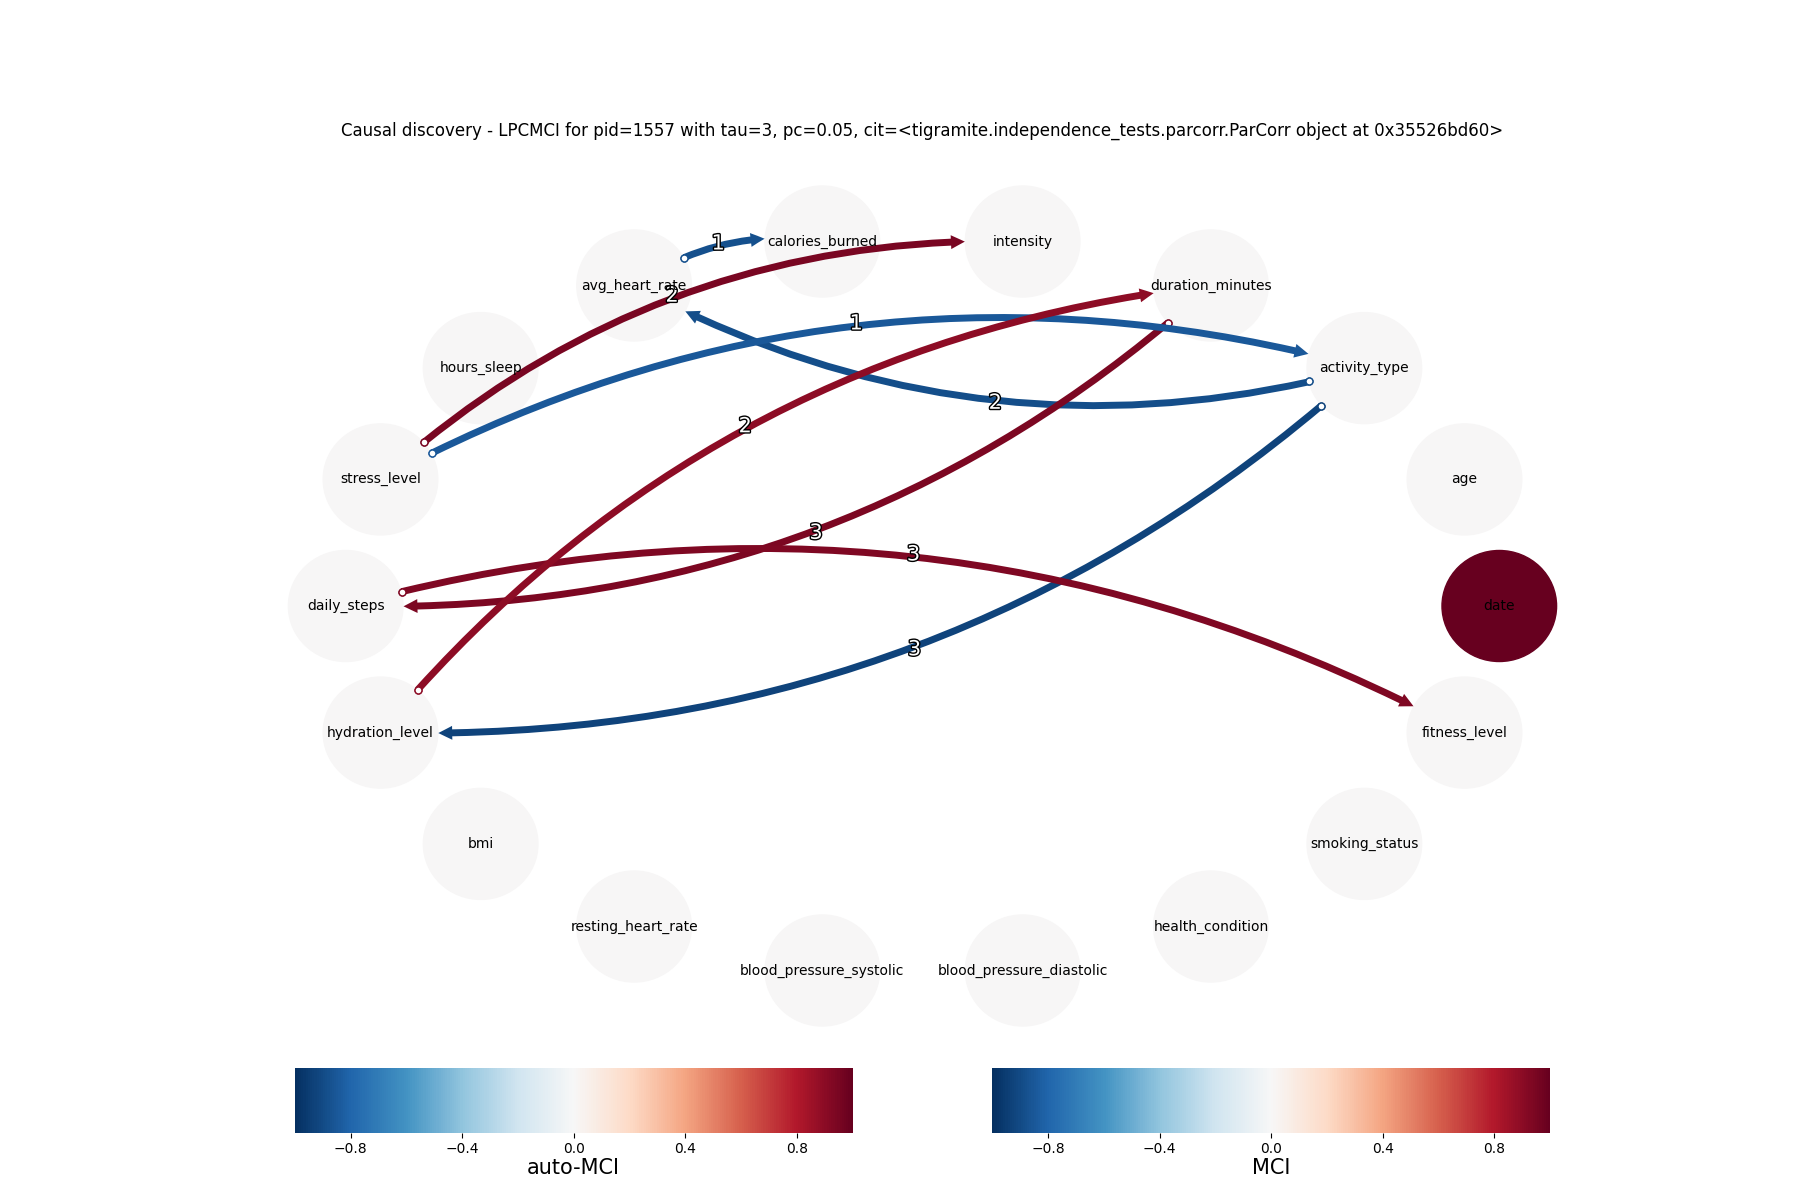 Causal discovery - LPCMCI for pid=1557 with tau=3, pc=0.05, cit=<tigramite.independence_tests.parcorr.ParCorr object at 0x35526bd60>
calories_burned
intensity
1
avg_heart_rate
2
duration_minutes
1
hours_sleep
activity_type
2
2
stress_level
age
3
3
daily_steps
date
3
hydration_level
fitness_level
bmi
smoking_status
resting_heart_rate
health_condition
blood_pressure_systolic
blood_pressure_diastolic
−0.8 −0.4 0.0 0.4 0.8
auto-MCI
−0.8 −0.4 0.0 0.4 0.8
MCI